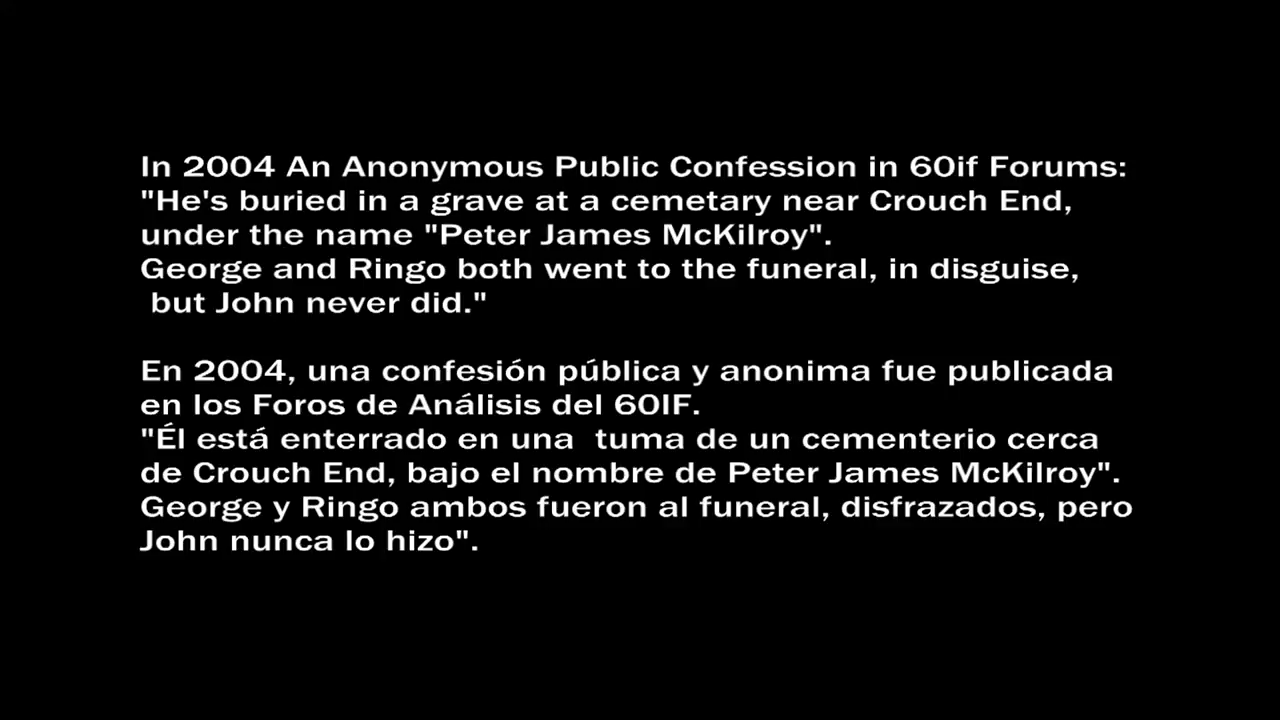 In 2004 An Anonymous Public Confession in 60if Forums:
"He's buried in a grave at a cemetary near Crouch End,
under the name "Peter James McKilroy".
George and Ringo both went to the funeral, in disguise,
but John never did."
En 2004, una confesión pública y anonima fue publicada
en los Foros de Análisis del 60IF.
"Él está enterrado en una  tuma de un cementerio cerca
de Crouch End, bajo el nombre de Peter James McKilroy".
George y Ringo ambos fueron al funeral, disfrazados, pero
John nunca lo hizo".